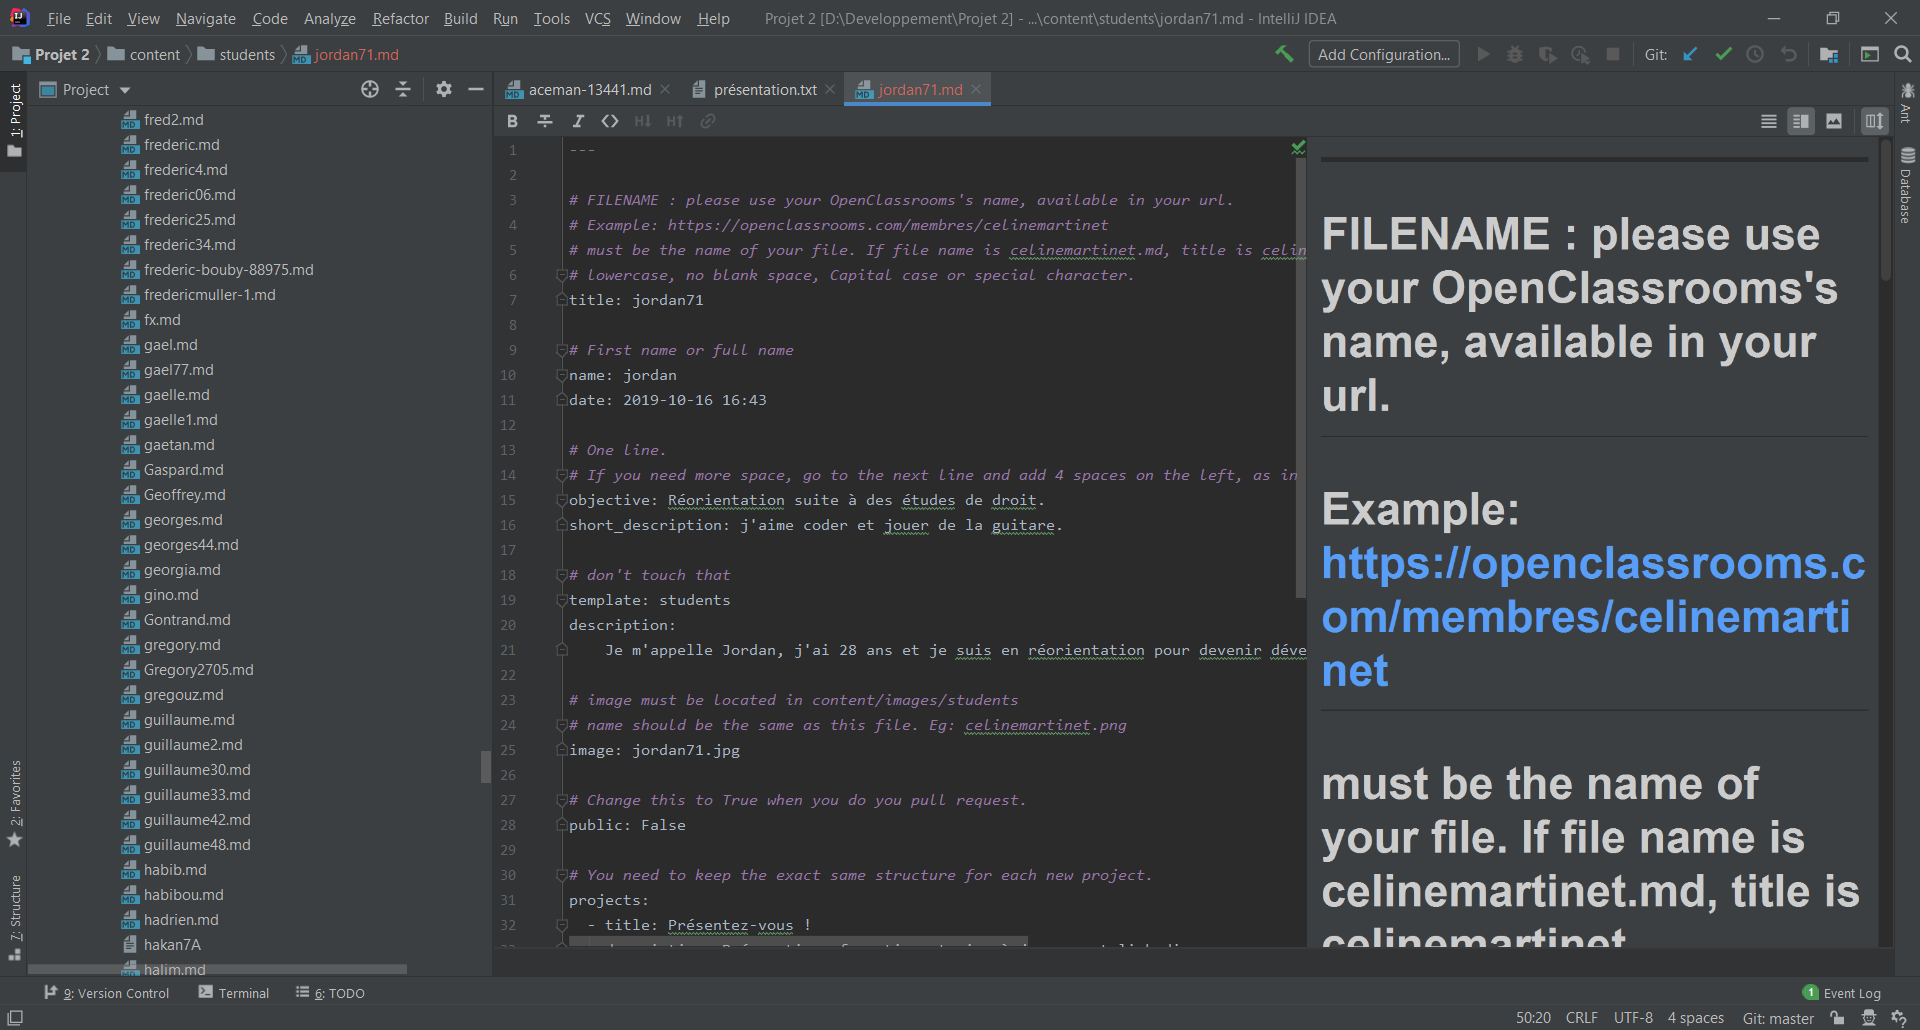 File Edit View Navigate Code Analyze Refactor Build Run Tools VCS Window Help Projet 2 [D:\Developpement\Projet 2] - ...\content\students\jordan71.md - IntelliJ IDEA
Projet 2 content students jordan71.md Add Configuration... Git:
Project aceman-13441.md présentation.txt jordan71.md
1: Project
2: Favorites
7: Structure
Ant
Database
fred2.md
frederic.md
frederic4.md
frederic06.md
frederic25.md
frederic34.md
frederic-bouby-88975.md
fredericmuller-1.md
fx.md
gael.md
gael77.md
gaelle.md
gaelle1.md
gaetan.md
Gaspard.md
Geoffrey.md
georges.md
georges44.md
georgia.md
gino.md
Gontrand.md
gregory.md
Gregory2705.md
gregouz.md
guillaume.md
guillaume2.md
guillaume30.md
guillaume33.md
guillaume42.md
guillaume48.md
habib.md
habibou.md
hadrien.md
hakan7A
halim.md
1 ---
2
3 # FILENAME : please use your OpenClassrooms's name, available in your url.
4 # Example: https://openclassrooms.com/membres/celinemartinet
5 # must be the name of your file. If file name is celinemartinet.md, title is celin
6 # lowercase, no blank space, Capital case or special character.
7 title: jordan71
8
9 # First name or full name
10 name: jordan
11 date: 2019-10-16 16:43
12
13 # One line.
14 # If you need more space, go to the next line and add 4 spaces on the left, as in
15 objective: Réorientation suite à des études de droit.
16 short_description: j'aime coder et jouer de la guitare.
17
18 # don't touch that
19 template: students
20 description:
21 Je m'appelle Jordan, j'ai 28 ans et je suis en réorientation pour devenir déve
22
23 # image must be located in content/images/students
24 # name should be the same as this file. Eg: celinemartinet.png
25 image: jordan71.jpg
26
27 # Change this to True when you do you pull request.
28 public: False
29
30 # You need to keep the exact same structure for each new project.
31 projects:
32 - title: Présentez-vous !
FILENAME : please use
your OpenClassrooms's
name, available in your
url.
Example:
https://openclassrooms.c
om/membres/celinemarti
net
must be the name of
your file. If file name is
celinemartinet.md, title is
celinemartinet
9: Version Control Terminal 6: TODO 1 Event Log
50:20 CRLF UTF-8 4 spaces Git: master